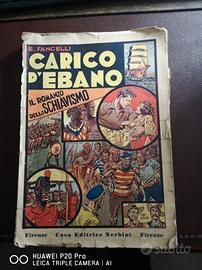 E. FANCELLI
CARICO
D'EBANO
IL ROMANZO
DELLO SCHIAVISMO
Firenze Casa Editrice Nerbini Firenze
Subito
HUAWEI P20 Pro
LEICA TRIPLE CAMERA | AI